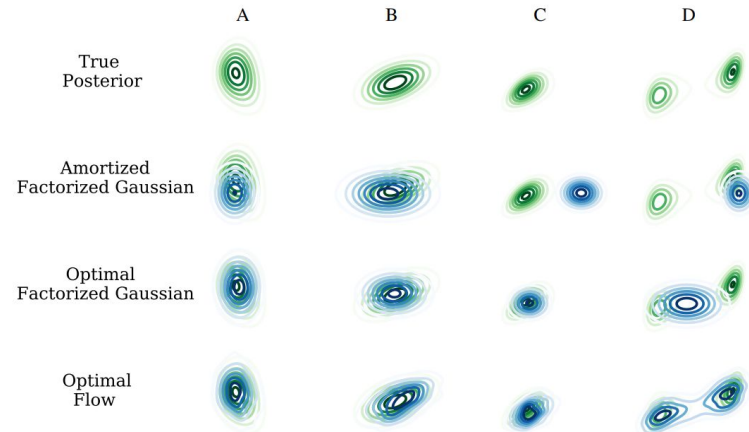 A B C D
True
Posterior
Amortized
Factorized Gaussian
Optimal
Factorized Gaussian
Optimal
Flow